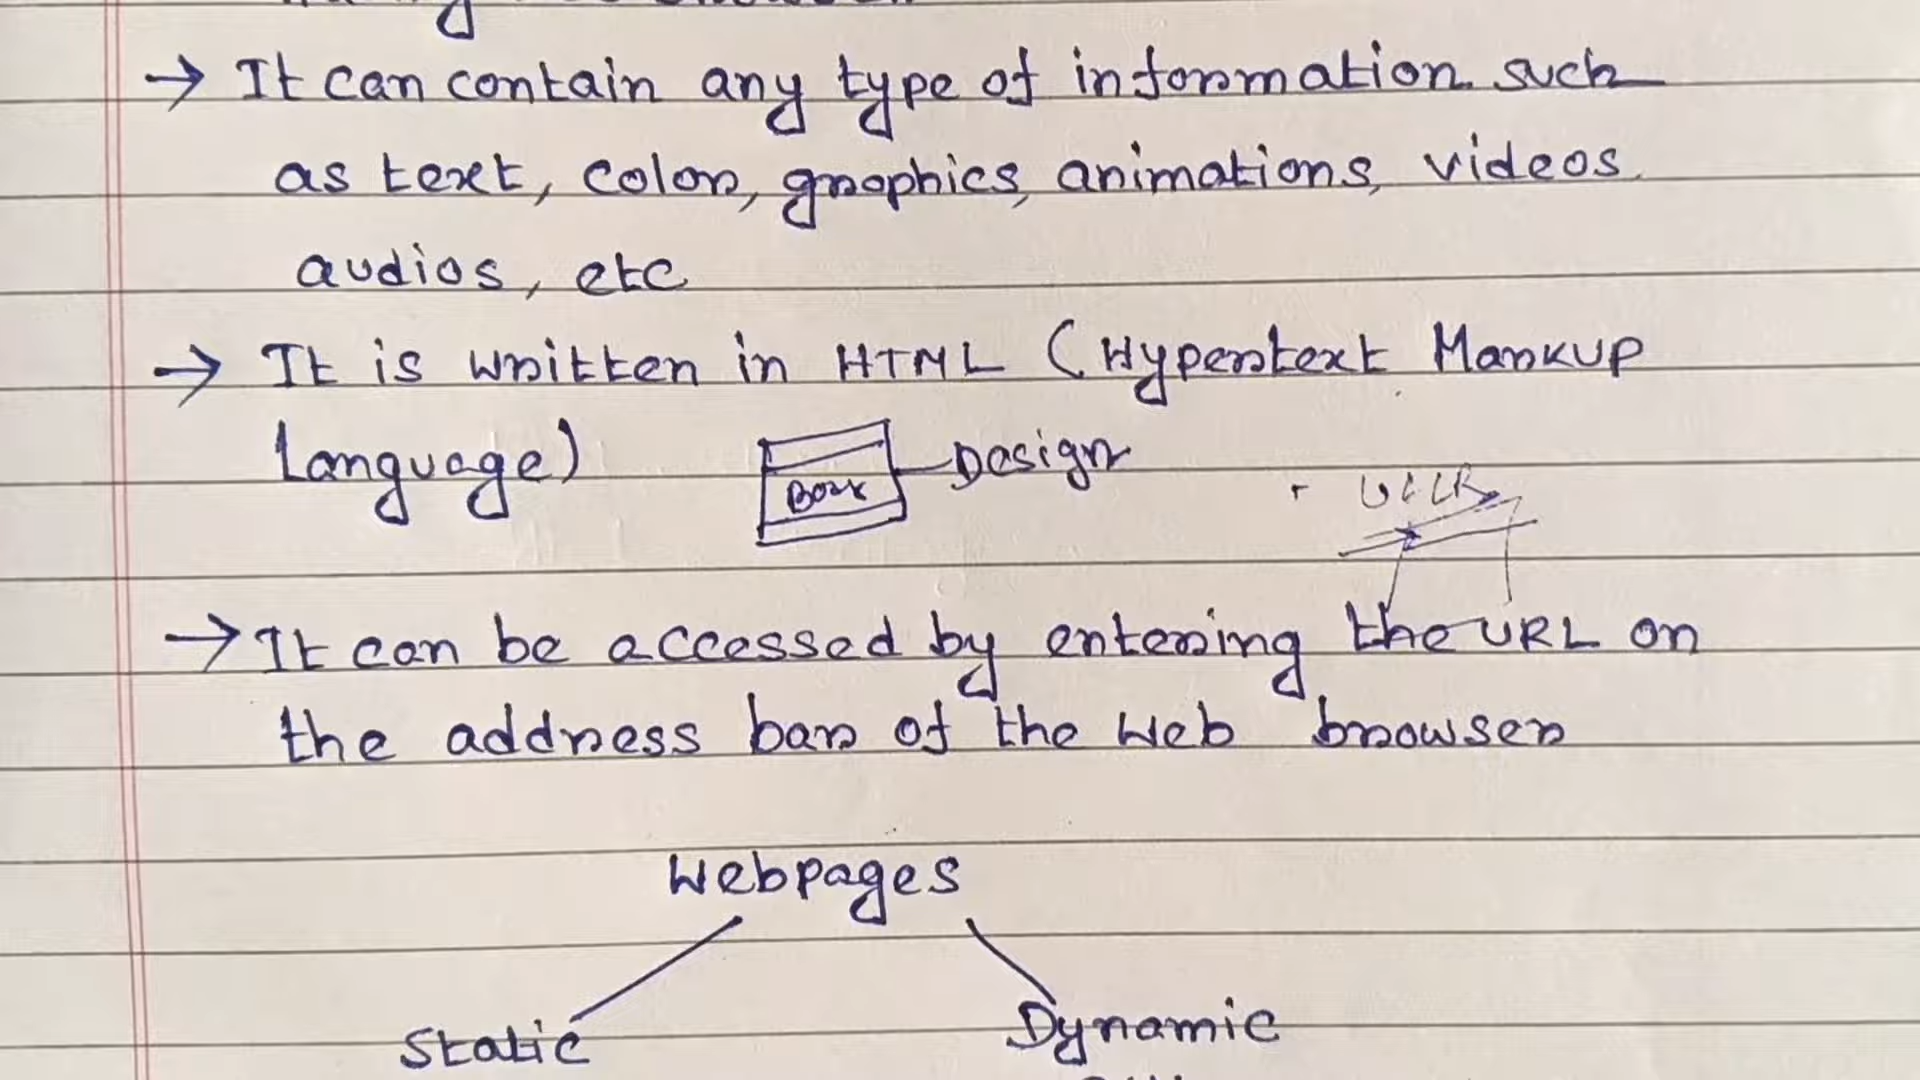 → It can contain any type of information such
as text, color, graphics, animations, videos.
audios, etc
→ It is written in HTML (Hypertext Markup
Language)
Book
Design
→ It can be accessed by entering the URL on
the address bar of the Web browser
Webpages
Static
Dynamic